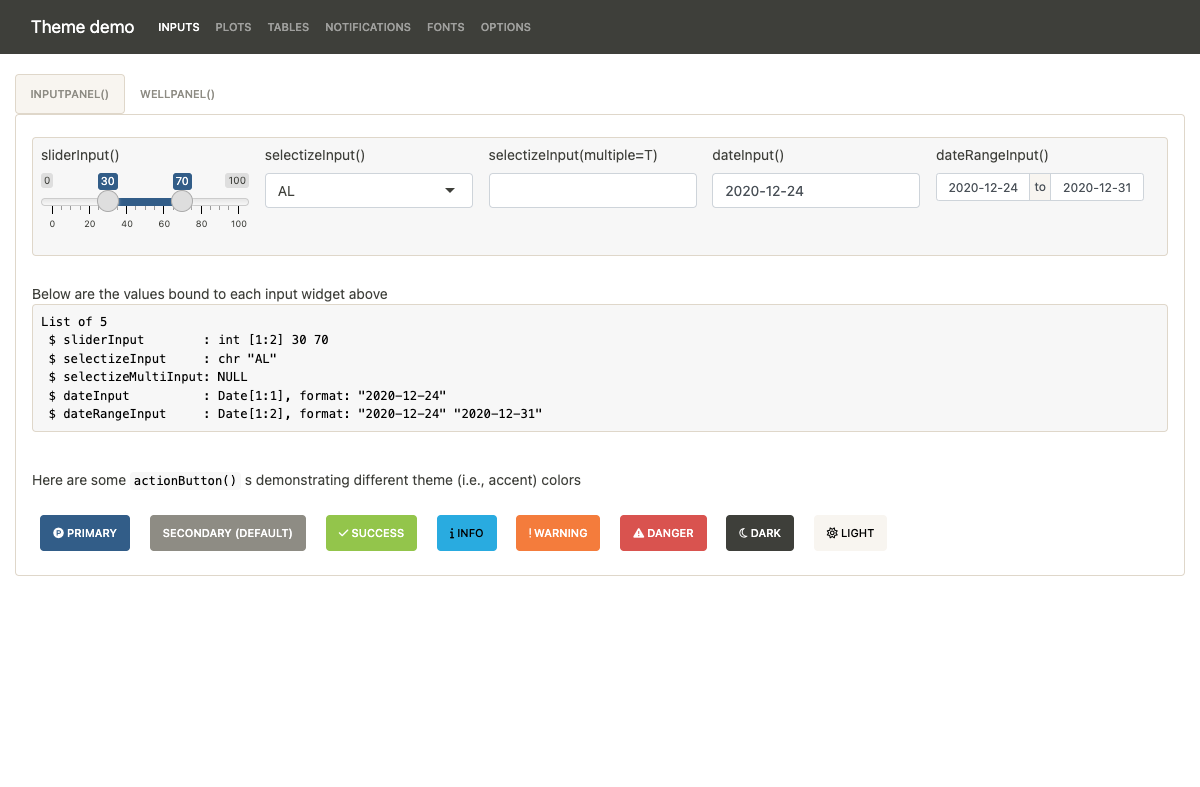 Theme demo INPUTS PLOTS TABLES NOTIFICATIONS FONTS OPTIONS
INPUTPANEL() WELLPANEL()
sliderInput() selectizeInput() selectizeInput(multiple=T) dateInput() dateRangeInput()
0 30 70 100
AL 2020-12-24 2020-12-24 to 2020-12-31
0 20 40 60 80 100
Below are the values bound to each input widget above
List of 5
 $ sliderInput        : int [1:2] 30 70
 $ selectizeInput     : chr "AL"
 $ selectizeMultiInput: NULL
 $ dateInput          : Date[1:1], format: "2020-12-24"
 $ dateRangeInput     : Date[1:2], format: "2020-12-24" "2020-12-31"
Here are some actionButton() s demonstrating different theme (i.e., accent) colors
PRIMARY SECONDARY (DEFAULT) SUCCESS INFO WARNING DANGER DARK LIGHT